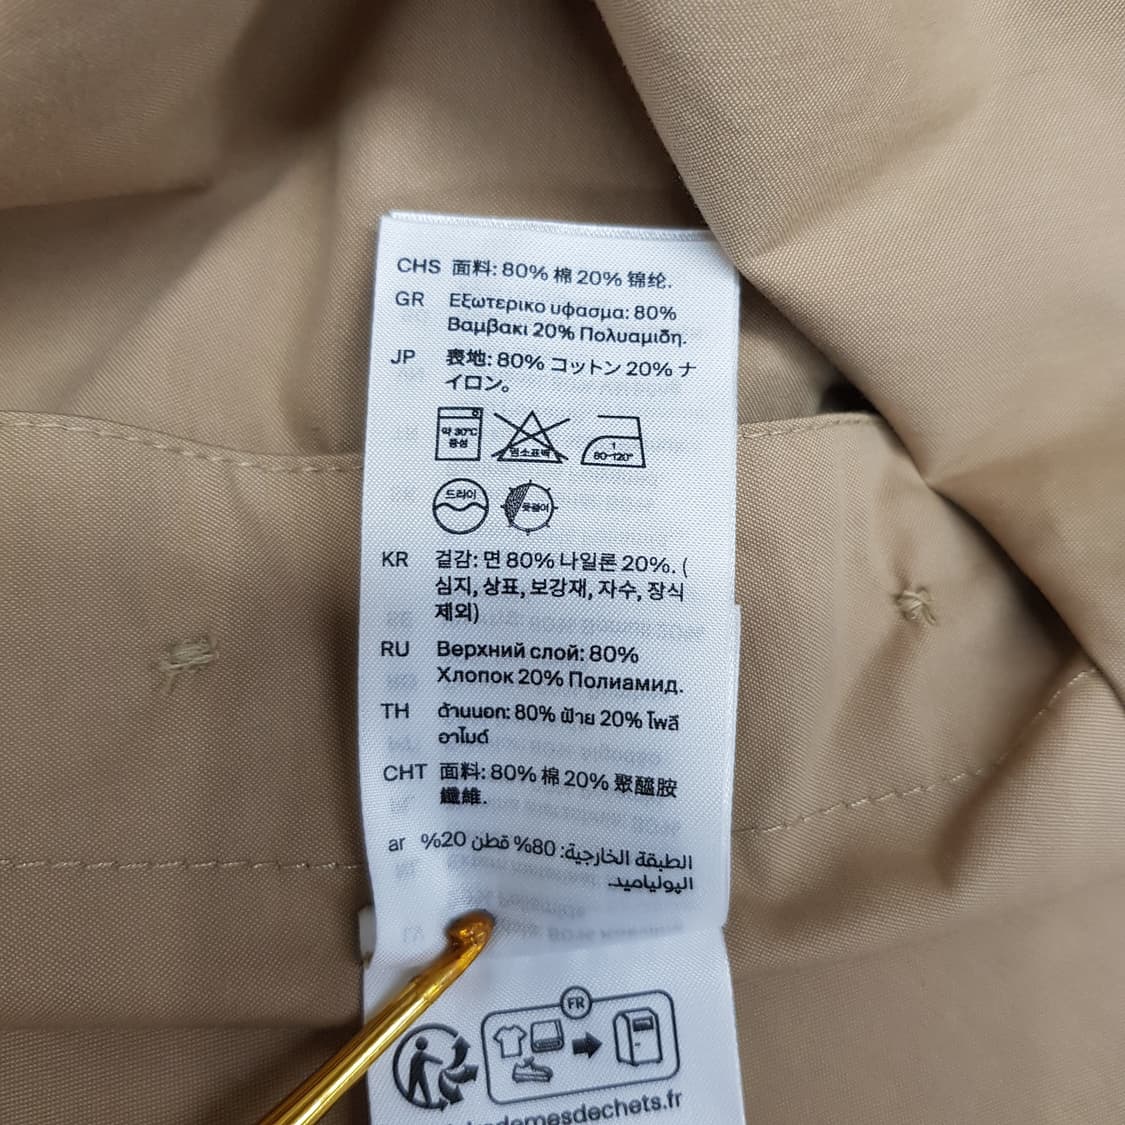 CHS 面料: 80% 棉 20% 锦纶.
GR Εξωτερικο υφασμα: 80%
Βαμβακι 20% Πολυαμιδη.
JP 表地: 80% コットン 20% ナ
イロン。
약 30℃
중성
염소표백
1
80~120°
드라이
옷걸이
KR 겉감: 면 80% 나일론 20%. (
심지, 상표, 보강재, 자수, 장식
제외)
RU Верхний слой: 80%
Хлопок 20% Полиамид.
TH ด้านนอก: 80% ฝ้าย 20% โพลี
อาไมด์
CHT 面料: 80% 棉 20% 聚醯胺
纖維.
ar الطبقة الخارجية: 80% قطن 20%
البولياميد.
FR
demesdechets.fr